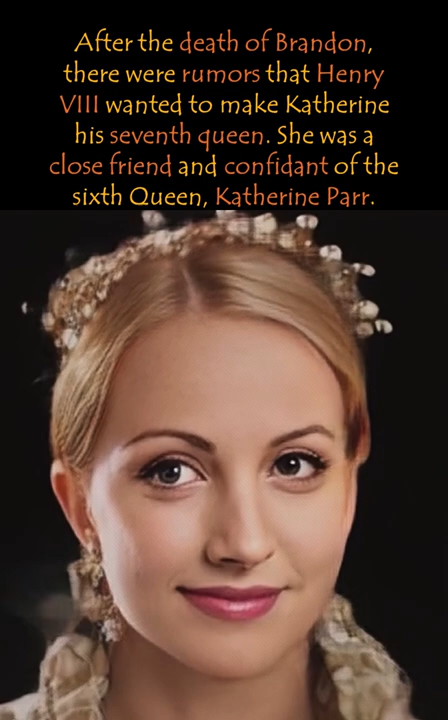 After the death of Brandon,
there were rumors that Henry
VIII wanted to make Katherine
his seventh queen. She was a
close friend and confidant of the
sixth Queen, Katherine Parr.